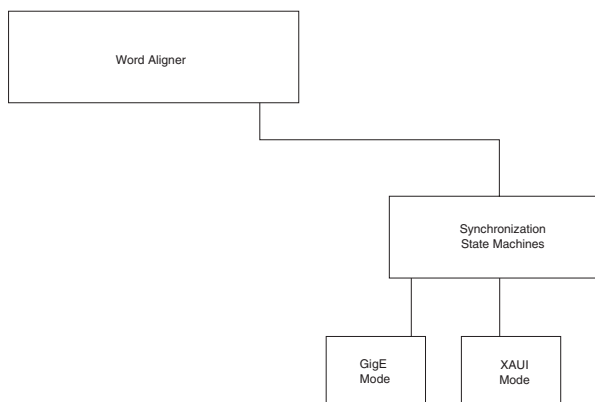 Word Aligner
Synchronization
State Machines
GigE
Mode
XAUI
Mode